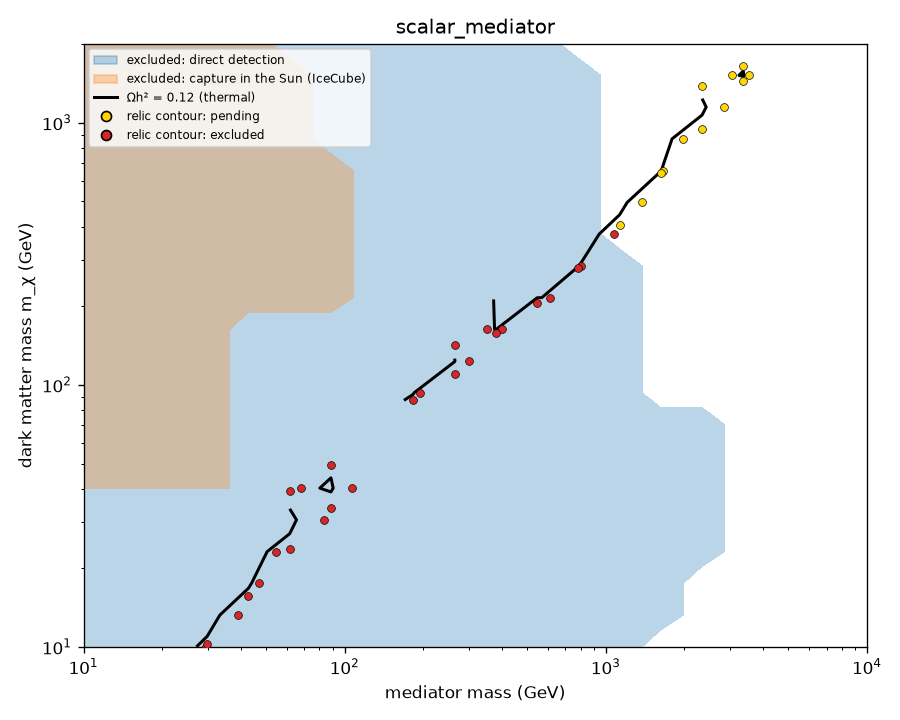 scalar_mediator
excluded: direct detection
excluded: capture in the Sun (IceCube)
Ωh² = 0.12 (thermal)
relic contour: pending
relic contour: excluded
dark matter mass m_χ (GeV)
10³
10²
10¹
10¹ 10² 10³ 10⁴
mediator mass (GeV)